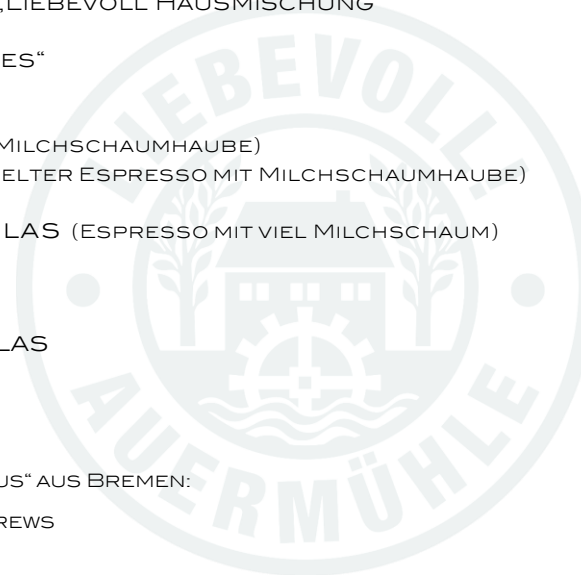 „LIEBEVOLL HAUSMISCHUNG
ES“
MILCHSCHAUMHAUBE)
ELTER ESPRESSO MIT MILCHSCHAUMHAUBE)
LAS (ESPRESSO MIT VIEL MILCHSCHAUM)
LAS
US“ AUS BREMEN:
REWS
LIEBEVOLL!
AUERMÜHLE